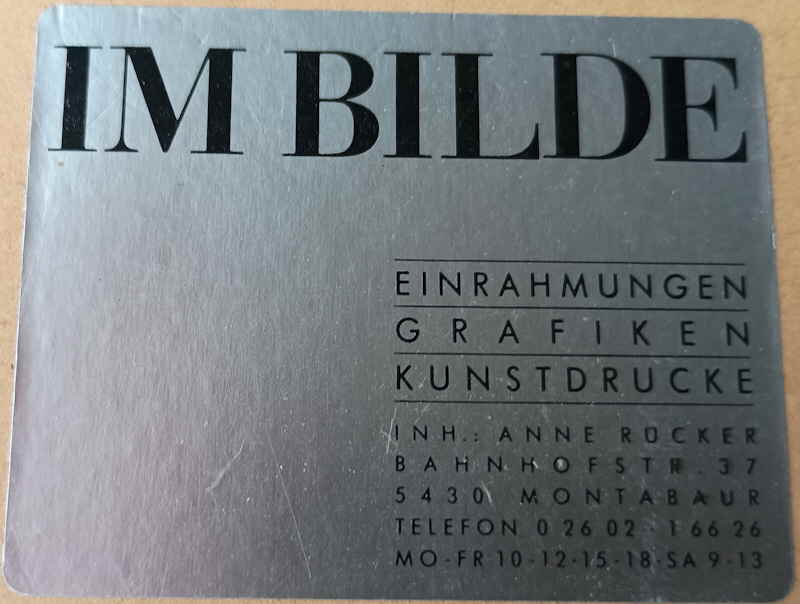 IM BILDE
EINRAHMUNGEN
GRAFIKEN
KUNSTDRUCKE
INH.: ANNE RÜCKER
BAHNHOFSTR. 37
5430 MONTABAUR
TELEFON 0 26 02 · 1 66 26
MO-FR 10-12·15-18·SA 9-13